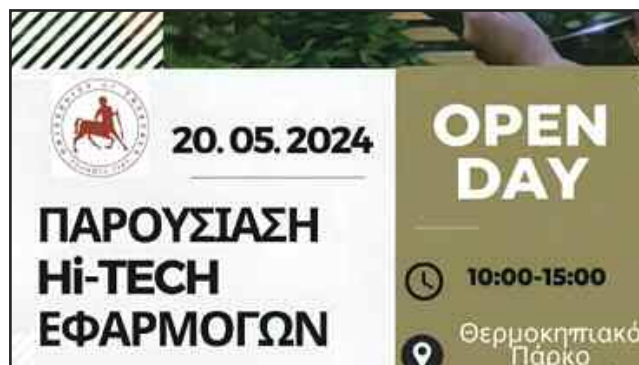 20.05.2024
ΠΑΡΟΥΣΙΑΣΗ
Hi-TECH
ΕΦΑΡΜΟΓΩΝ
OPEN
DAY
10:00-15:00
Θερμοκηπιακό
Πάρκο